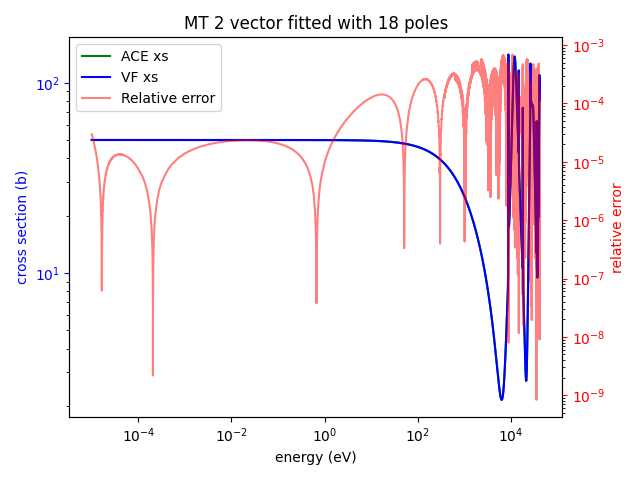 MT 2 vector fitted with 18 poles
ACE xs
VF xs
Relative error
cross section (b)
10²
10¹
10⁻³
10⁻⁴
10⁻⁵
10⁻⁶
10⁻⁷
10⁻⁸
10⁻⁹
relative error
10⁻⁴ 10⁻² 10⁰ 10² 10⁴
energy (eV)